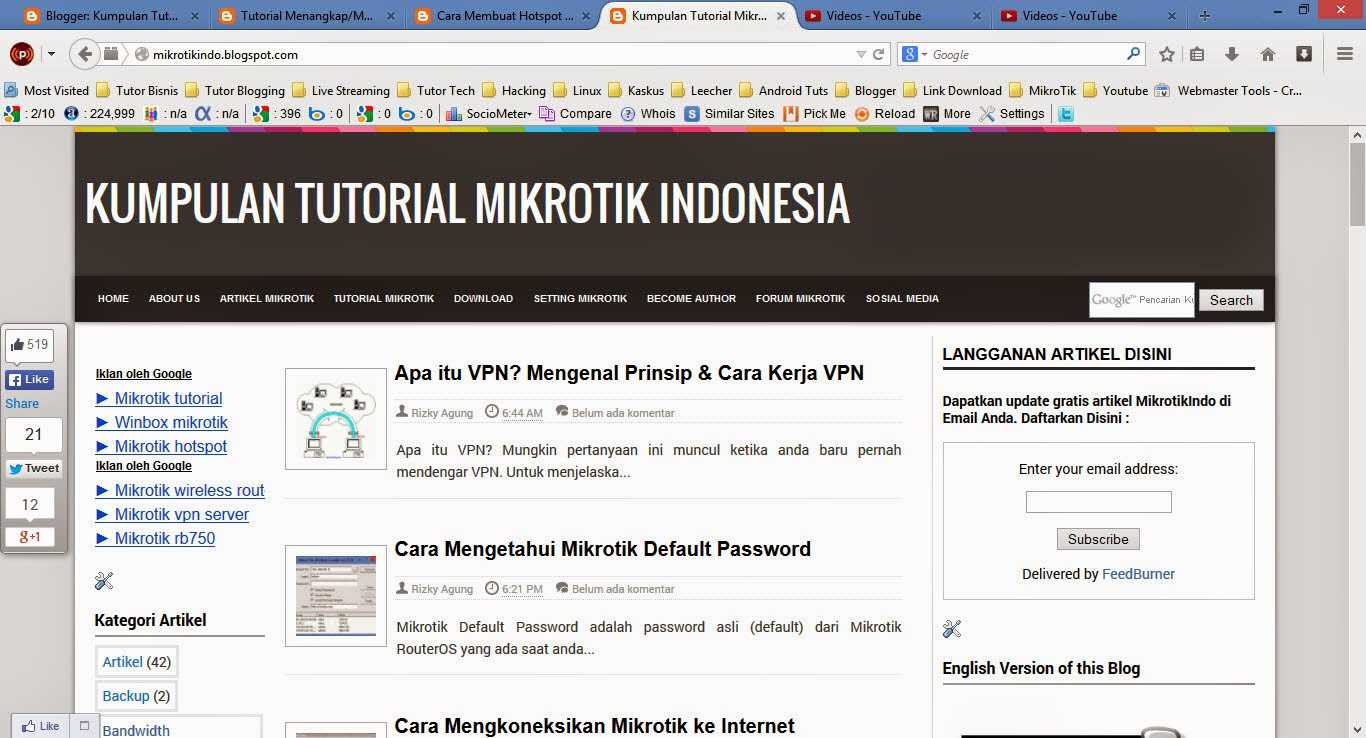 Blogger: Kumpulan Tut...
Tutorial Menangkap/M...
Cara Membuat Hotspot ...
Kumpulan Tutorial Mikr...
Videos - YouTube
Videos - YouTube
mikrotikindo.blogspot.com
Google
Most Visited
Tutor Bisnis
Tutor Blogging
Live Streaming
Tutor Tech
Hacking
Linux
Kaskus
Leecher
Android Tuts
Blogger
Link Download
MikroTik
Youtube
Webmaster Tools - Cr...
: 2/10
: 224,999
: n/a
: n/a
: 396
: 0
: 0
: 0
SocioMeter
Compare
Whois
Similar Sites
Pick Me
Reload
More
Settings
KUMPULAN TUTORIAL MIKROTIK INDONESIA
HOME
ABOUT US
ARTIKEL MIKROTIK
TUTORIAL MIKROTIK
DOWNLOAD
SETTING MIKROTIK
BECOME AUTHOR
FORUM MIKROTIK
SOSIAL MEDIA
Google™ Pencarian Ku
Search
519
Like
Share
21
Tweet
12
g+1
Iklan oleh Google
► Mikrotik tutorial
► Winbox mikrotik
► Mikrotik hotspot
Iklan oleh Google
► Mikrotik wireless rout
► Mikrotik vpn server
► Mikrotik rb750
Kategori Artikel
Artikel (42)
Backup (2)
Bandwidth
Like
Apa itu VPN? Mengenal Prinsip & Cara Kerja VPN
Rizky Agung
6:44 AM
Belum ada komentar
Apa itu VPN? Mungkin pertanyaan ini muncul ketika anda baru pernah
mendengar VPN. Untuk menjelaska...
Cara Mengetahui Mikrotik Default Password
Rizky Agung
6:21 PM
Belum ada komentar
Mikrotik Default Password adalah password asli (default) dari Mikrotik
RouterOS yang ada saat anda...
Cara Mengkoneksikan Mikrotik ke Internet
LANGGANAN ARTIKEL DISINI
Dapatkan update gratis artikel MikrotikIndo di
Email Anda. Daftarkan Disini :
Enter your email address:
Subscribe
Delivered by FeedBurner
English Version of this Blog